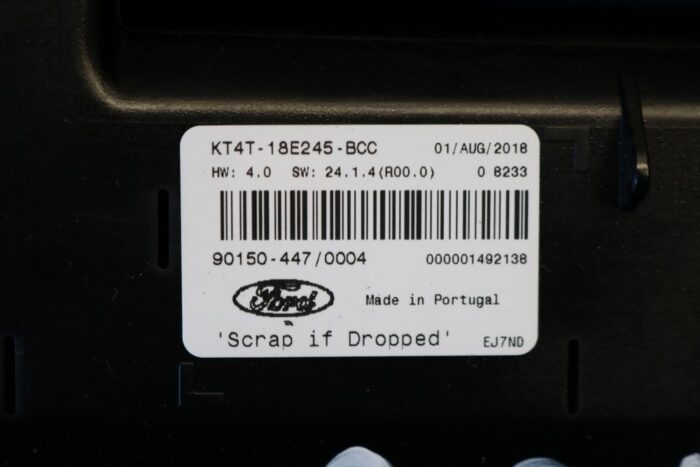 KT4T-18E245-BCC 01/AUG/2018
HW: 4.0 SW: 24.1.4(R00.0) 0 8233
90150-447/0004 000001492138
Ford Made in Portugal
'Scrap if Dropped' EJ7ND